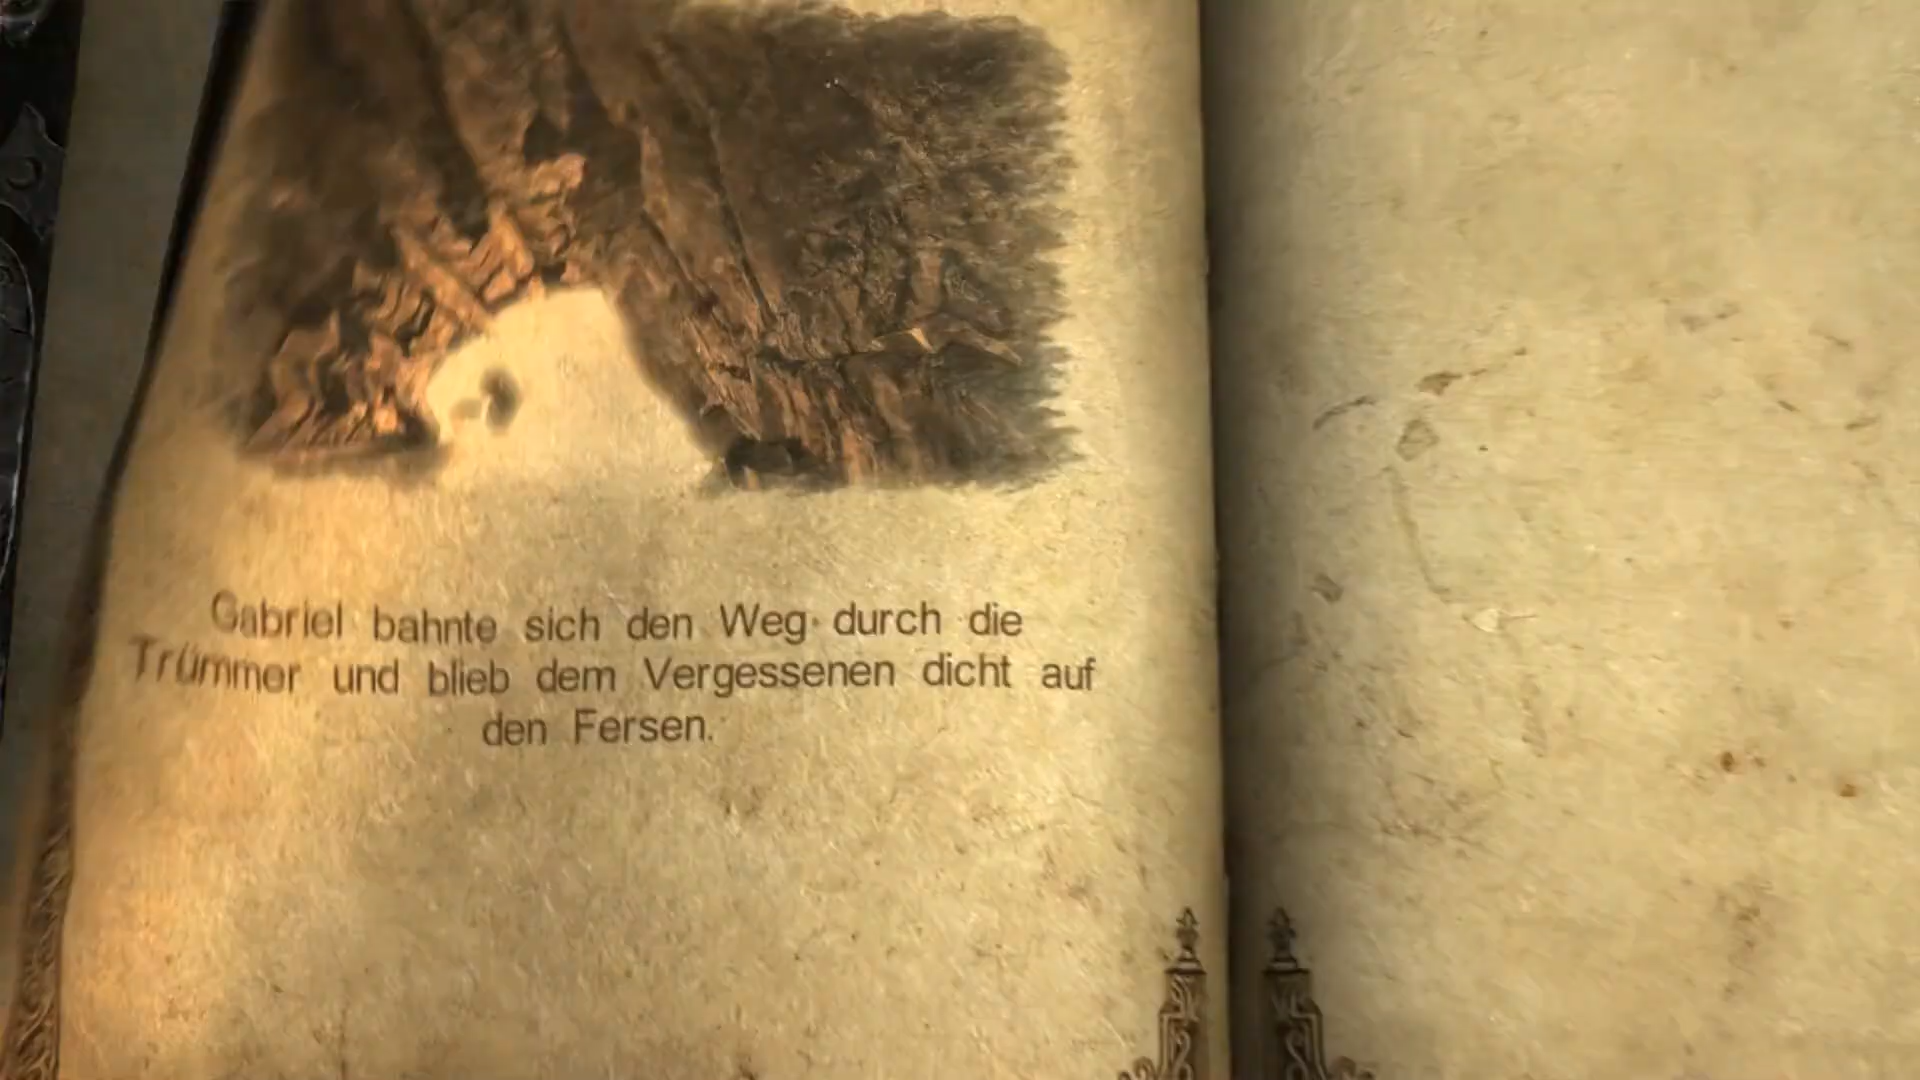 Gabriel bahnte sich den Weg durch die
Trümmer und blieb dem Vergessenen dicht auf
den Fersen.